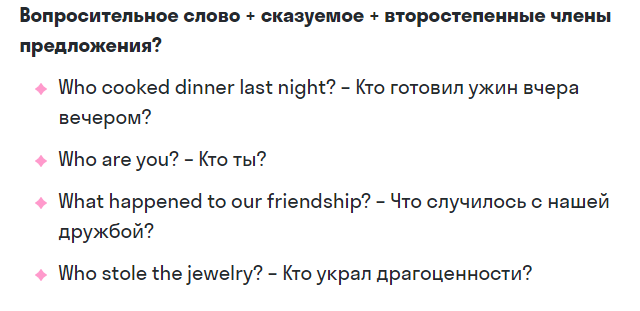 Вопросительное слово + сказуемое + второстепенные члены
предложения?
Who cooked dinner last night? – Кто готовил ужин вчера
вечером?
Who are you? – Кто ты?
What happened to our friendship? – Что случилось с нашей
дружбой?
Who stole the jewelry? – Кто украл драгоценности?